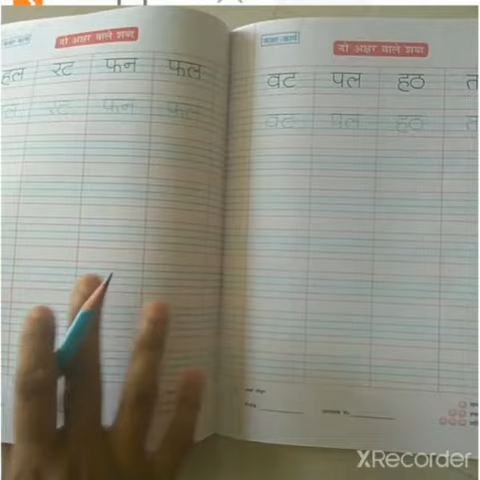 दो अक्षर वाले शब्द
हल रट फन फल
रट फन फल
दो अक्षर वाले शब्द
वट पल हठ
वट पल हठ
XRecorder